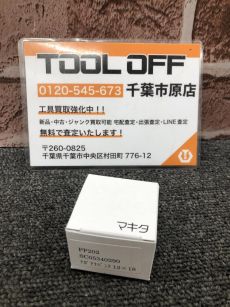 TOOL OFF
0120-545-673 千葉市原店
工具買取強化中!!
新品・中古・ジャンク買取可能 宅配査定・出張査定・LINE査定
無料で査定いたします!
〒260-0825
千葉県千葉市中央区村田町 776-12
マキタ
PP202
SC05340290